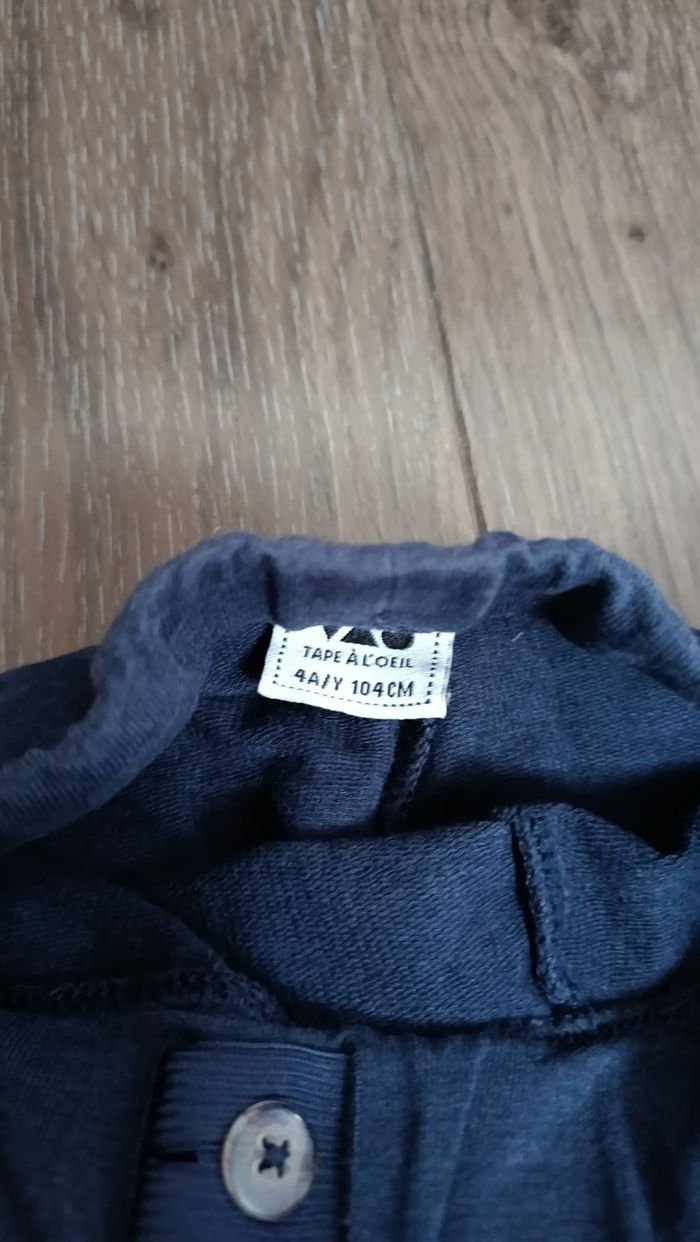 TAPE À L'OEIL
4A/Y 104CM